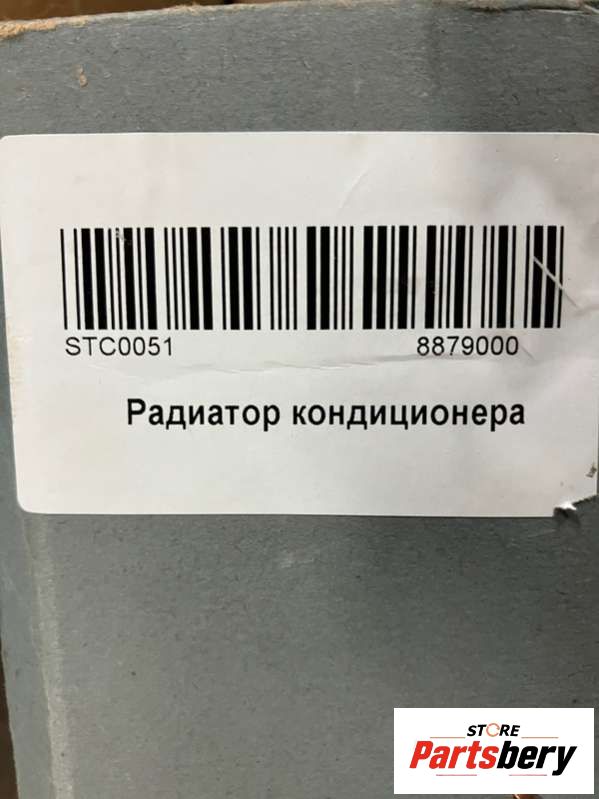 STC0051 8879000
Радиатор кондиционера
STORE
Partsbery